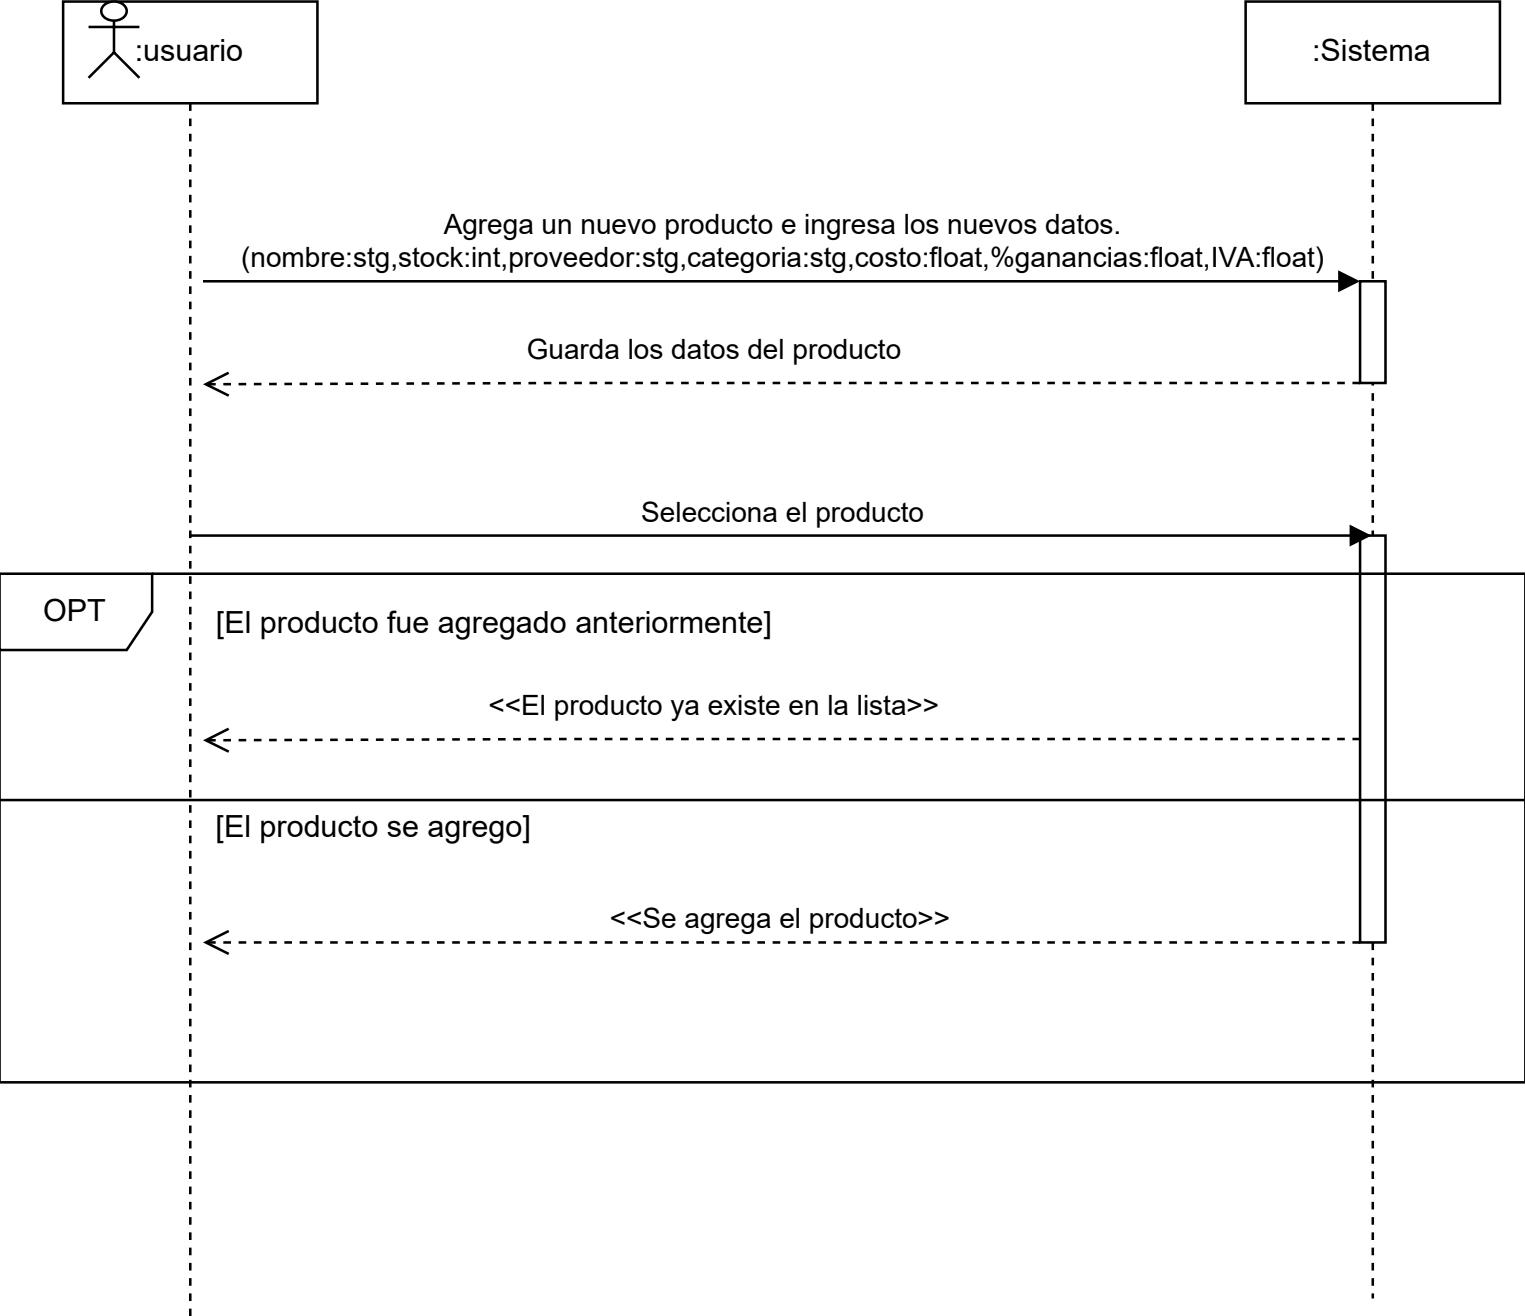 :usuario
:Sistema
Agrega un nuevo producto e ingresa los nuevos datos.
(nombre:stg,stock:int,proveedor:stg,categoria:stg,costo:float,%ganancias:float,IVA:float)
Guarda los datos del producto
Selecciona el producto
OPT
[El producto fue agregado anteriormente]
<<El producto ya existe en la lista>>
[El producto se agrego]
<<Se agrega el producto>>